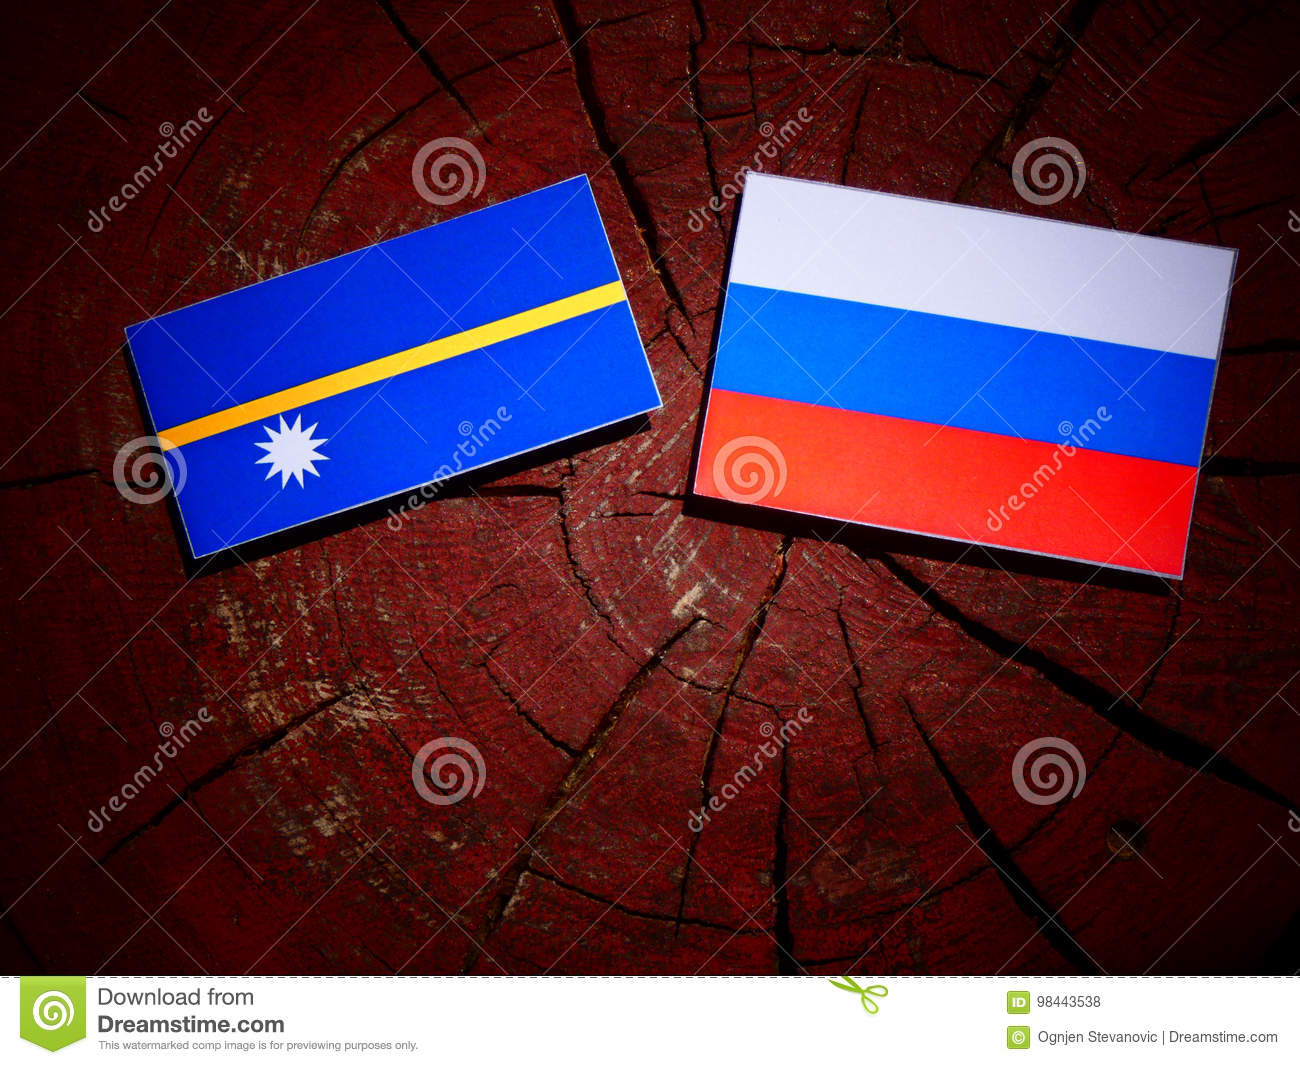 dreamstime
dreamstime
dreamstime
dreamstime
dreamstime
dreamstime
Download from
Dreamstime.com
This watermarked comp image is for previewing purposes only.
ID 98443538
© Ognjen Stevanovic | Dreamstime.com